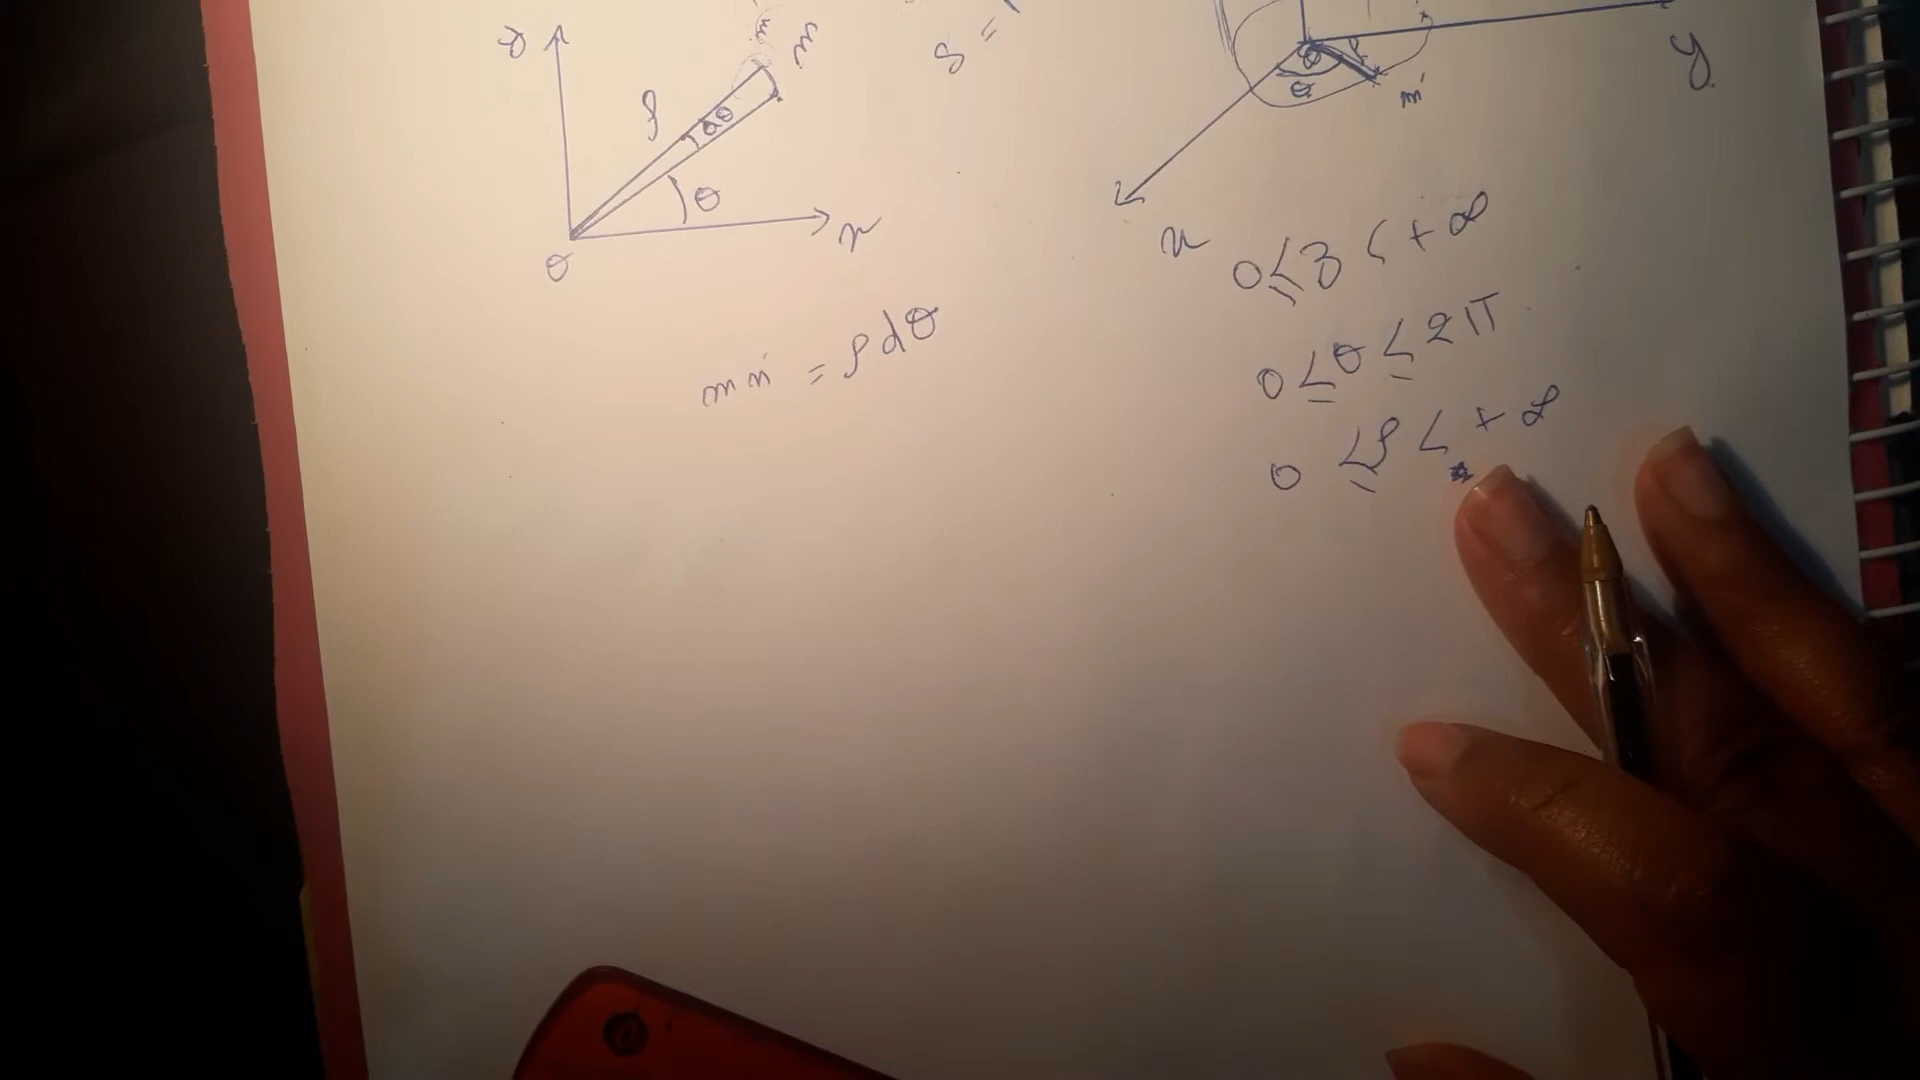 S =
y
m'
ρ
dθ
θ
x
O
θ
m'
y
x
mm' = ρdθ
0 ≤ z < +∞
0 ≤ θ ≤ 2π
0 ≤ ρ < +∞